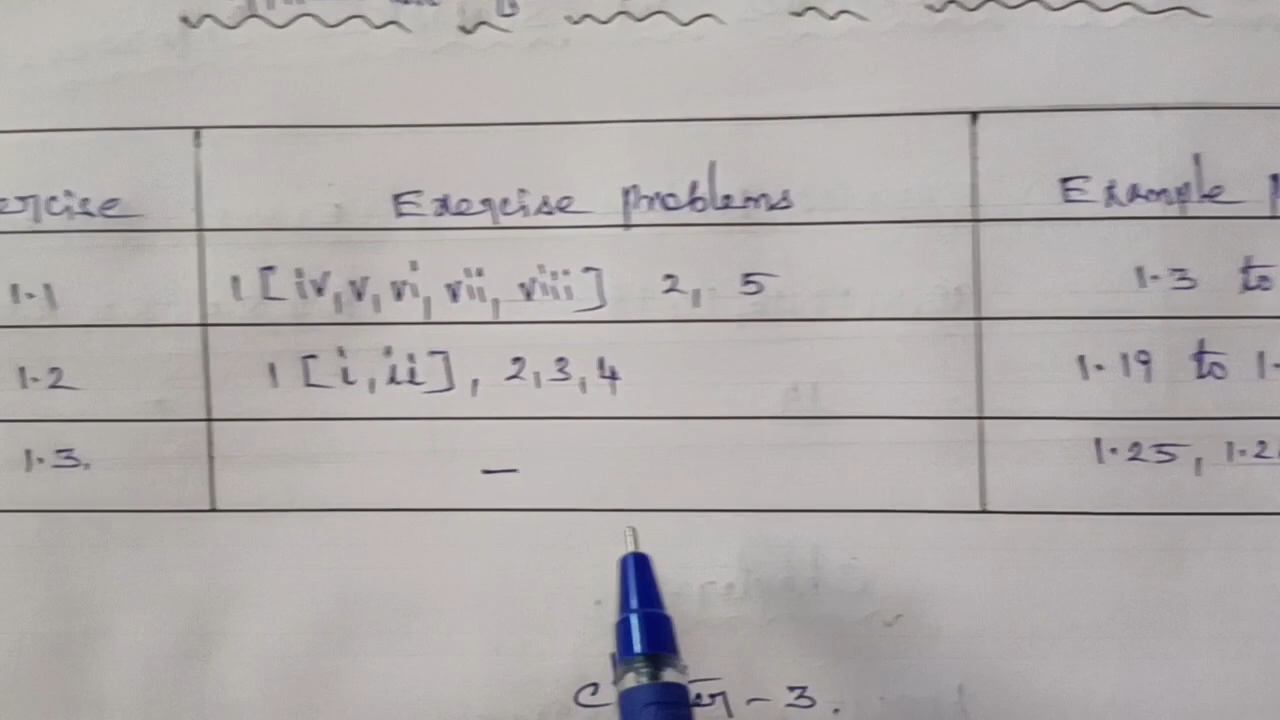 Exercise problems Example
1.1 1 [iv, v, vi, vii, viii] 2, 5 1.3 to
1.2 1 [i, ii], 2, 3, 4 1.19 to 1.
1.3. — 1.25, 1.2
- 3.